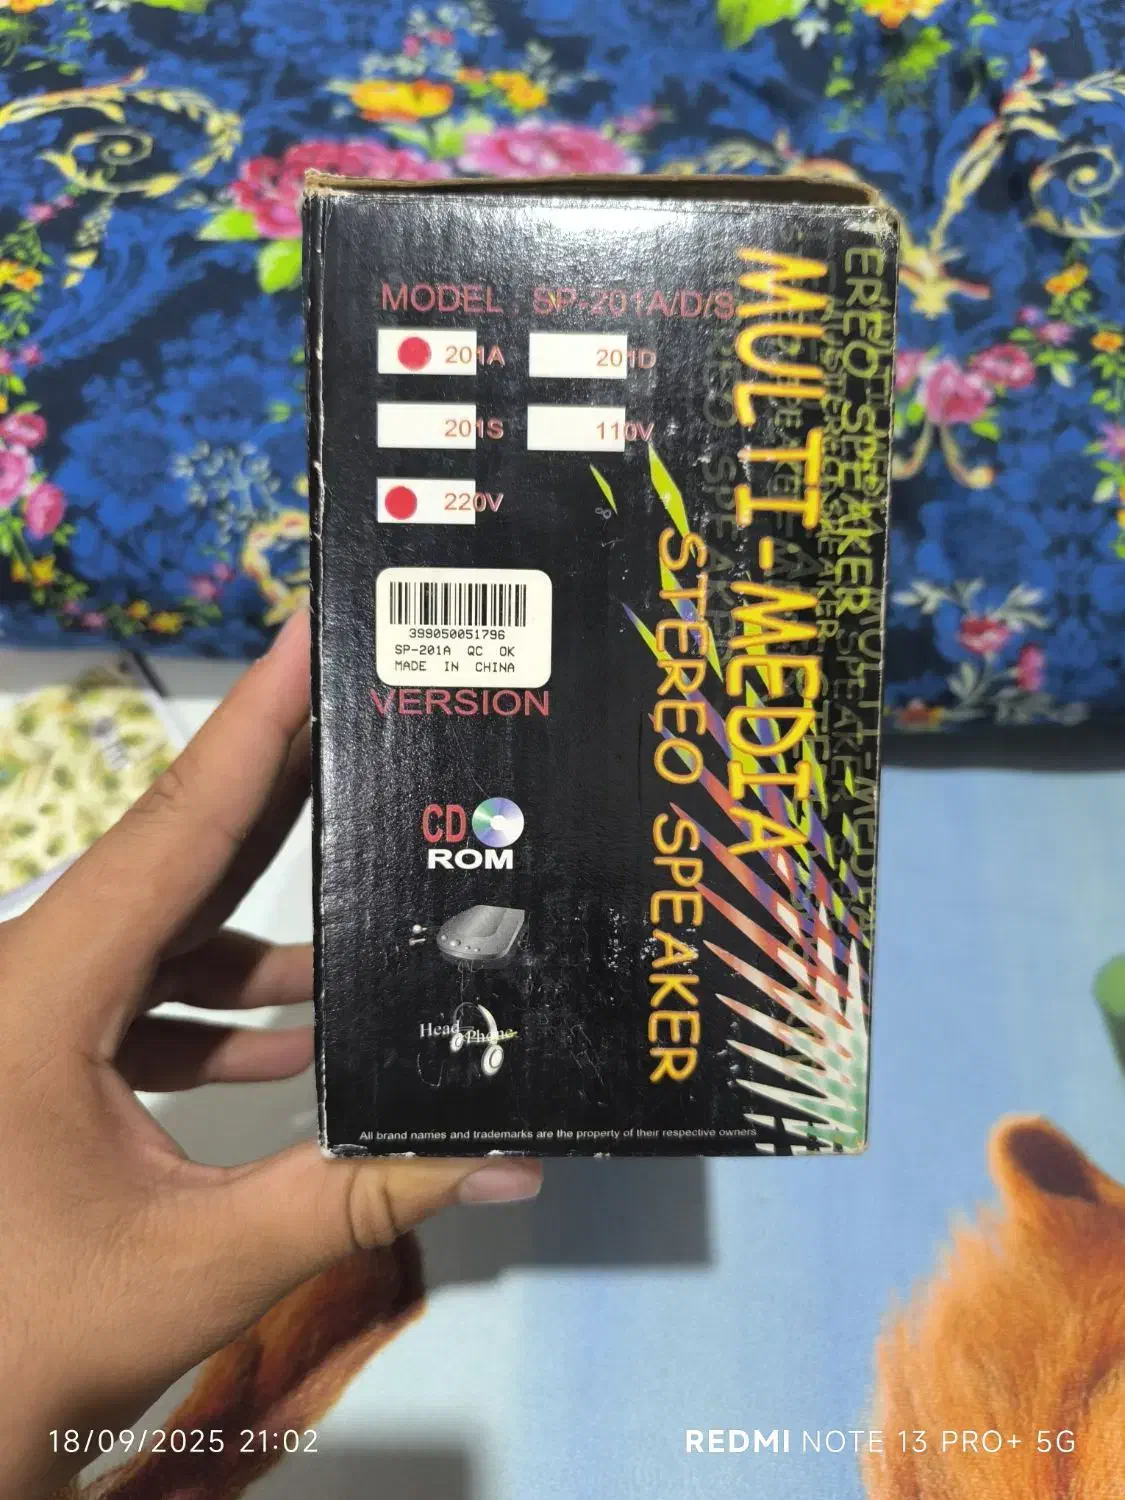 MODEL SP-201A/D/S
201A 201D
201S 110V
220V
399050051796
SP-201A QC OK
MADE IN CHINA
VERSION
CD
ROM
Head Phone
All brand names and trademarks are the property of their respective owners
MULTI-MEDIA
STEREO SPEAKER
18/09/2025 21:02
REDMI NOTE 13 PRO+ 5G